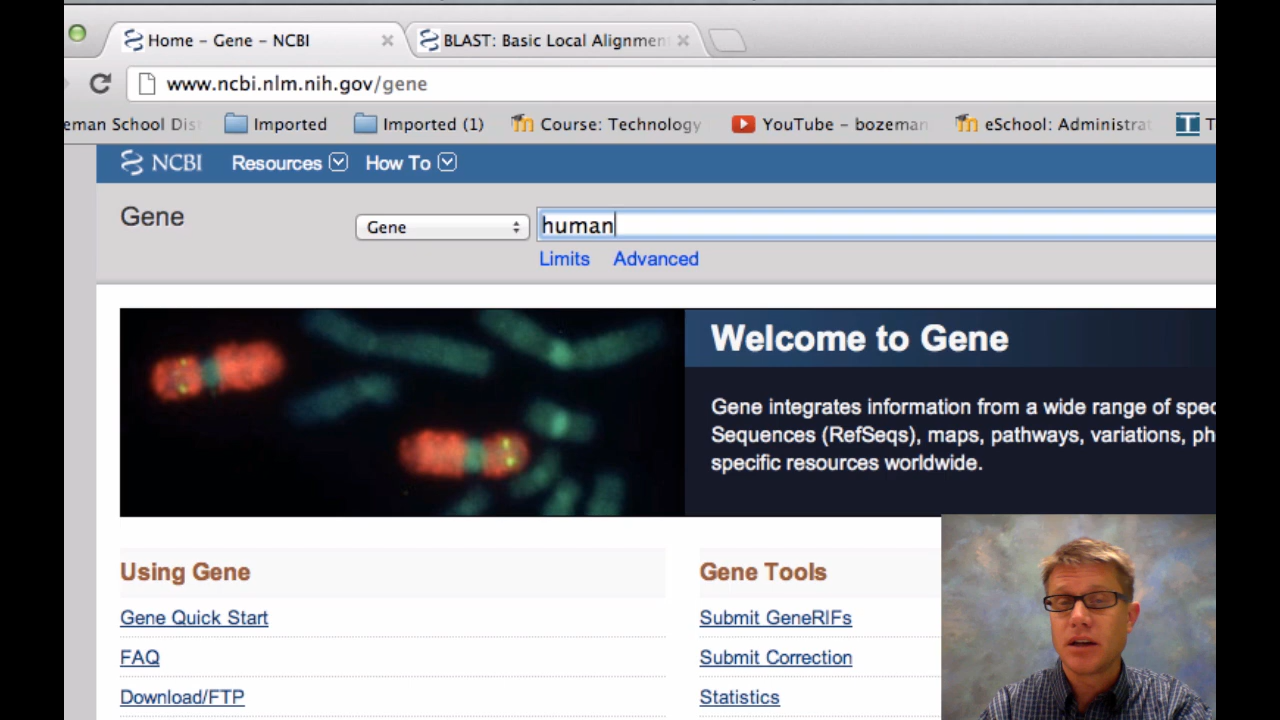 Home – Gene – NCBI
BLAST: Basic Local Alignmen
www.ncbi.nlm.nih.gov/gene
eman School Dis
Imported
Imported (1)
Course: Technology
YouTube – bozeman
eSchool: Administrat
T
NCBI
Resources
How To
Gene
Gene
human
Limits
Advanced
Welcome to Gene
Gene integrates information from a wide range of spec
Sequences (RefSeqs), maps, pathways, variations, ph
specific resources worldwide.
Using Gene
Gene Tools
Gene Quick Start
Submit GeneRIFs
FAQ
Submit Correction
Download/FTP
Statistics